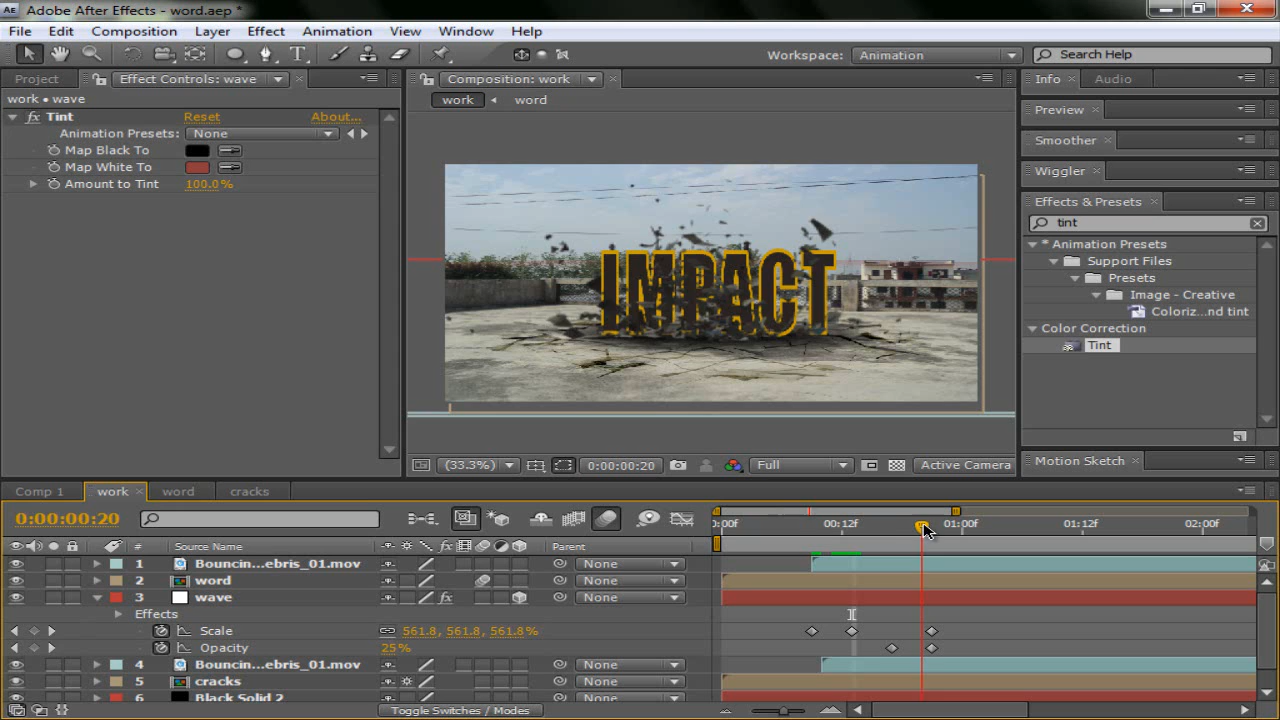 Adobe After Effects - word.aep *
File Edit Composition Layer Effect Animation View Window Help
Workspace: Animation Search Help
Project Effect Controls: wave Composition: work Info Audio
work • wave
work word
Tint Reset About...
Animation Presets: None
Map Black To
Map White To
Amount to Tint 100.0%
IMPACT
Preview
Smoother
Wiggler
Effects & Presets
tint
* Animation Presets
Support Files
Presets
Image - Creative
Coloriz...nd tint
Color Correction
Tint
(33.3%) 0:00:00:20 Full Active Camera
Motion Sketch
Comp 1 work word cracks
0:00:00:20
0:00f 00:12f 01:00f 01:12f 02:00f
# Source Name Parent
1 Bouncin...ebris_01.mov None
2 word None
3 wave None
Effects
Scale 561.8, 561.8, 561.8%
Opacity 25%
4 Bouncin...ebris_01.mov None
5 cracks None
6 Black Solid 2 None
Toggle Switches / Modes